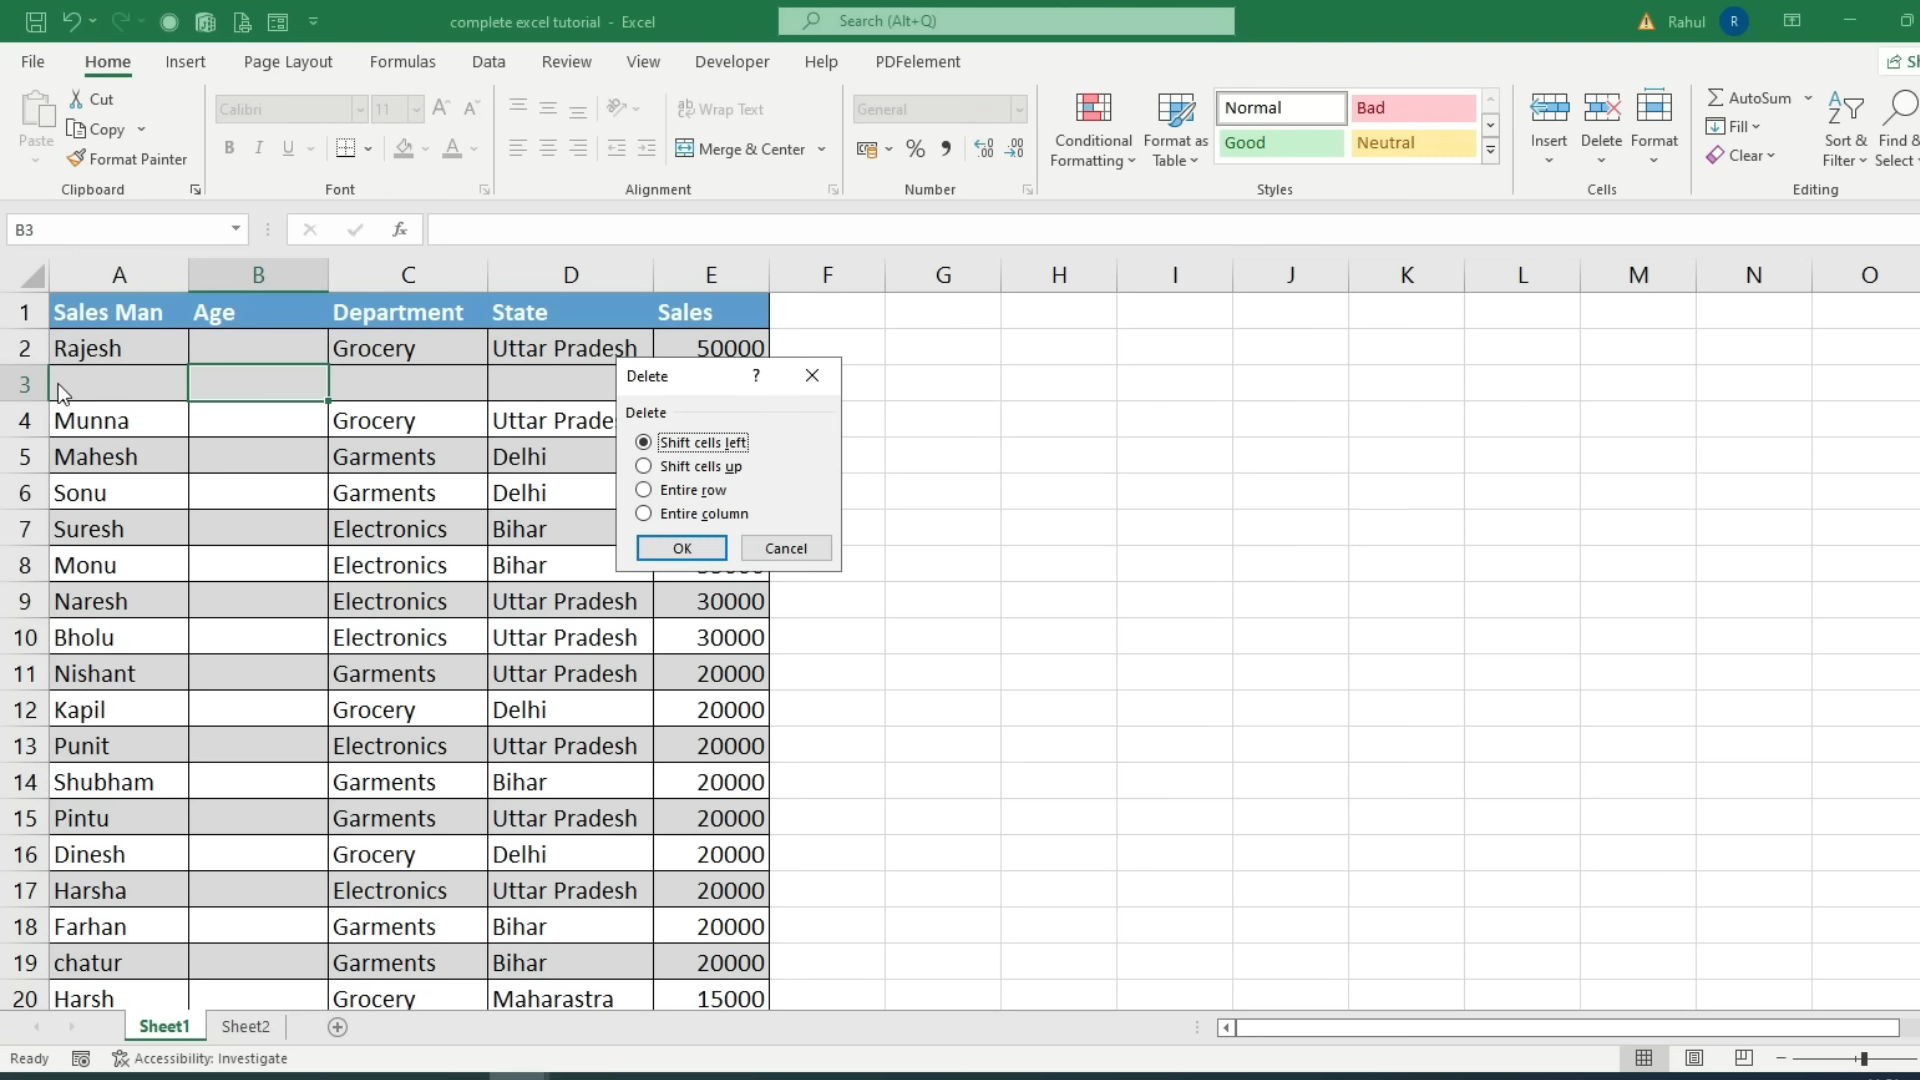 complete excel tutorial - Excel
Search (Alt+Q)
Rahul
R
File Home Insert Page Layout Formulas Data Review View Developer Help PDFelement
Paste
Cut
Copy
Format Painter
Clipboard
Calibri 11
B I U
Font
Wrap Text
Merge & Center
Alignment
General
Number
Conditional Formatting
Format as Table
Normal Bad
Good Neutral
Styles
Insert Delete Format
Cells
AutoSum
Fill
Clear
Sort & Filter
Find & Select
Editing
B3
fx
A B C D E F G H I J K L M N O
1 Sales Man Age Department State Sales
2 Rajesh Grocery Uttar Pradesh 50000
3
4 Munna Grocery Uttar Prade
5 Mahesh Garments Delhi
6 Sonu Garments Delhi
7 Suresh Electronics Bihar
8 Monu Electronics Bihar
9 Naresh Electronics Uttar Pradesh 30000
10 Bholu Electronics Uttar Pradesh 30000
11 Nishant Garments Uttar Pradesh 20000
12 Kapil Grocery Delhi 20000
13 Punit Electronics Uttar Pradesh 20000
14 Shubham Garments Bihar 20000
15 Pintu Garments Uttar Pradesh 20000
16 Dinesh Grocery Delhi 20000
17 Harsha Electronics Uttar Pradesh 20000
18 Farhan Garments Bihar 20000
19 chatur Garments Bihar 20000
20 Harsh Grocery Maharastra 15000
Delete ?
Delete
Shift cells left
Shift cells up
Entire row
Entire column
OK Cancel
Sheet1 Sheet2
Ready Accessibility: Investigate